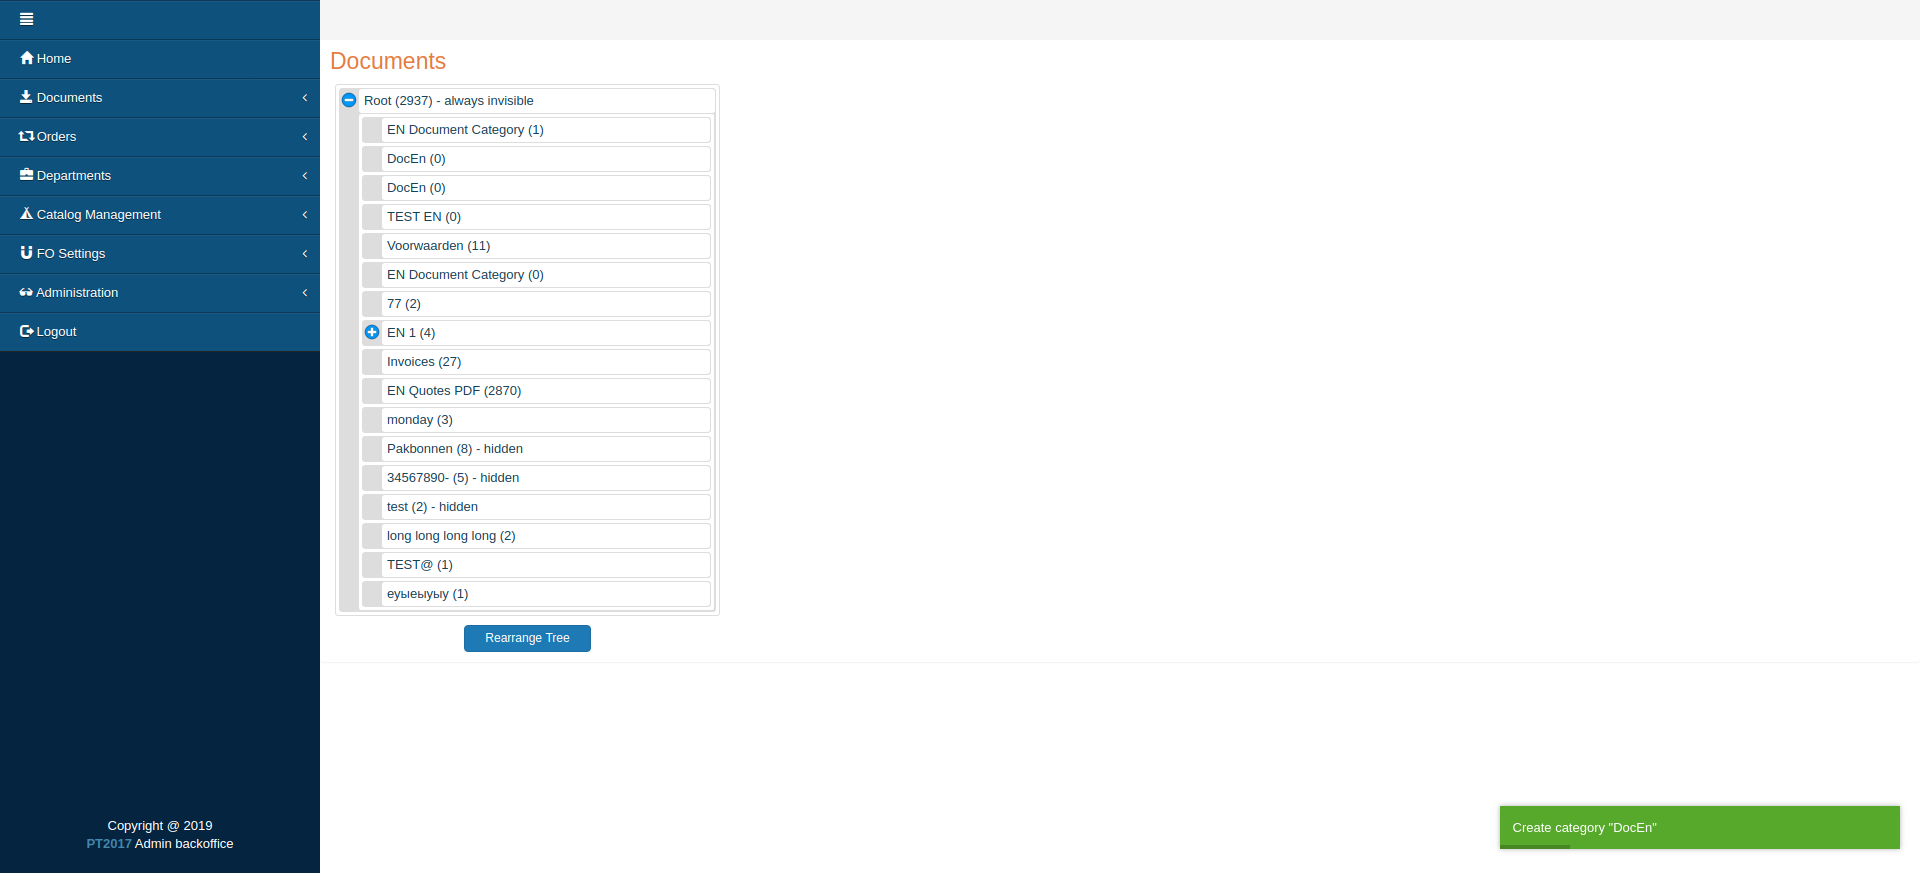 Home
Documents
Orders
Departments
Catalog Management
FO Settings
Administration
Logout
Copyright @ 2019
PT2017 Admin backoffice
Documents
Root (2937) - always invisible
EN Document Category (1)
DocEn (0)
DocEn (0)
TEST EN (0)
Voorwaarden (11)
EN Document Category (0)
77 (2)
EN 1 (4)
Invoices (27)
EN Quotes PDF (2870)
monday (3)
Pakbonnen (8) - hidden
34567890- (5) - hidden
test (2) - hidden
long long long long (2)
TEST@ (1)
еуыеыуыу (1)
Rearrange Tree
Create category "DocEn"